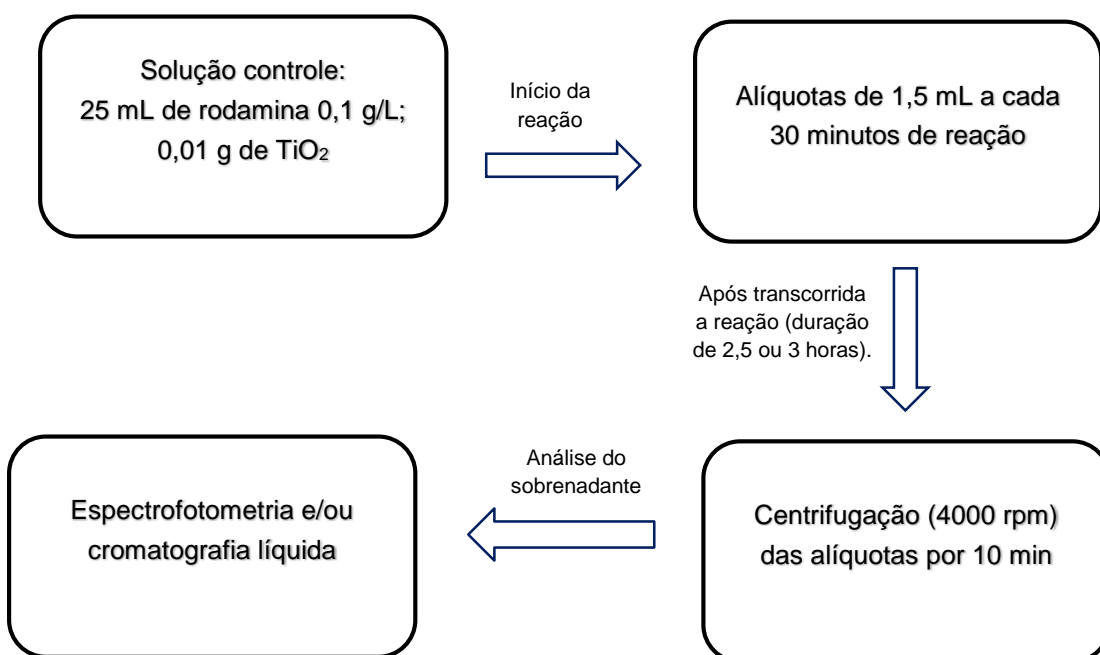 Solução controle:
25 mL de rodamina 0,1 g/L;
0,01 g de TiO₂
Início da
reação
Alíquotas de 1,5 mL a cada
30 minutos de reação
Após transcorrida
a reação (duração
de 2,5 ou 3 horas).
Centrifugação (4000 rpm)
das alíquotas por 10 min
Análise do
sobrenadante
Espectrofotometria e/ou
cromatografia líquida